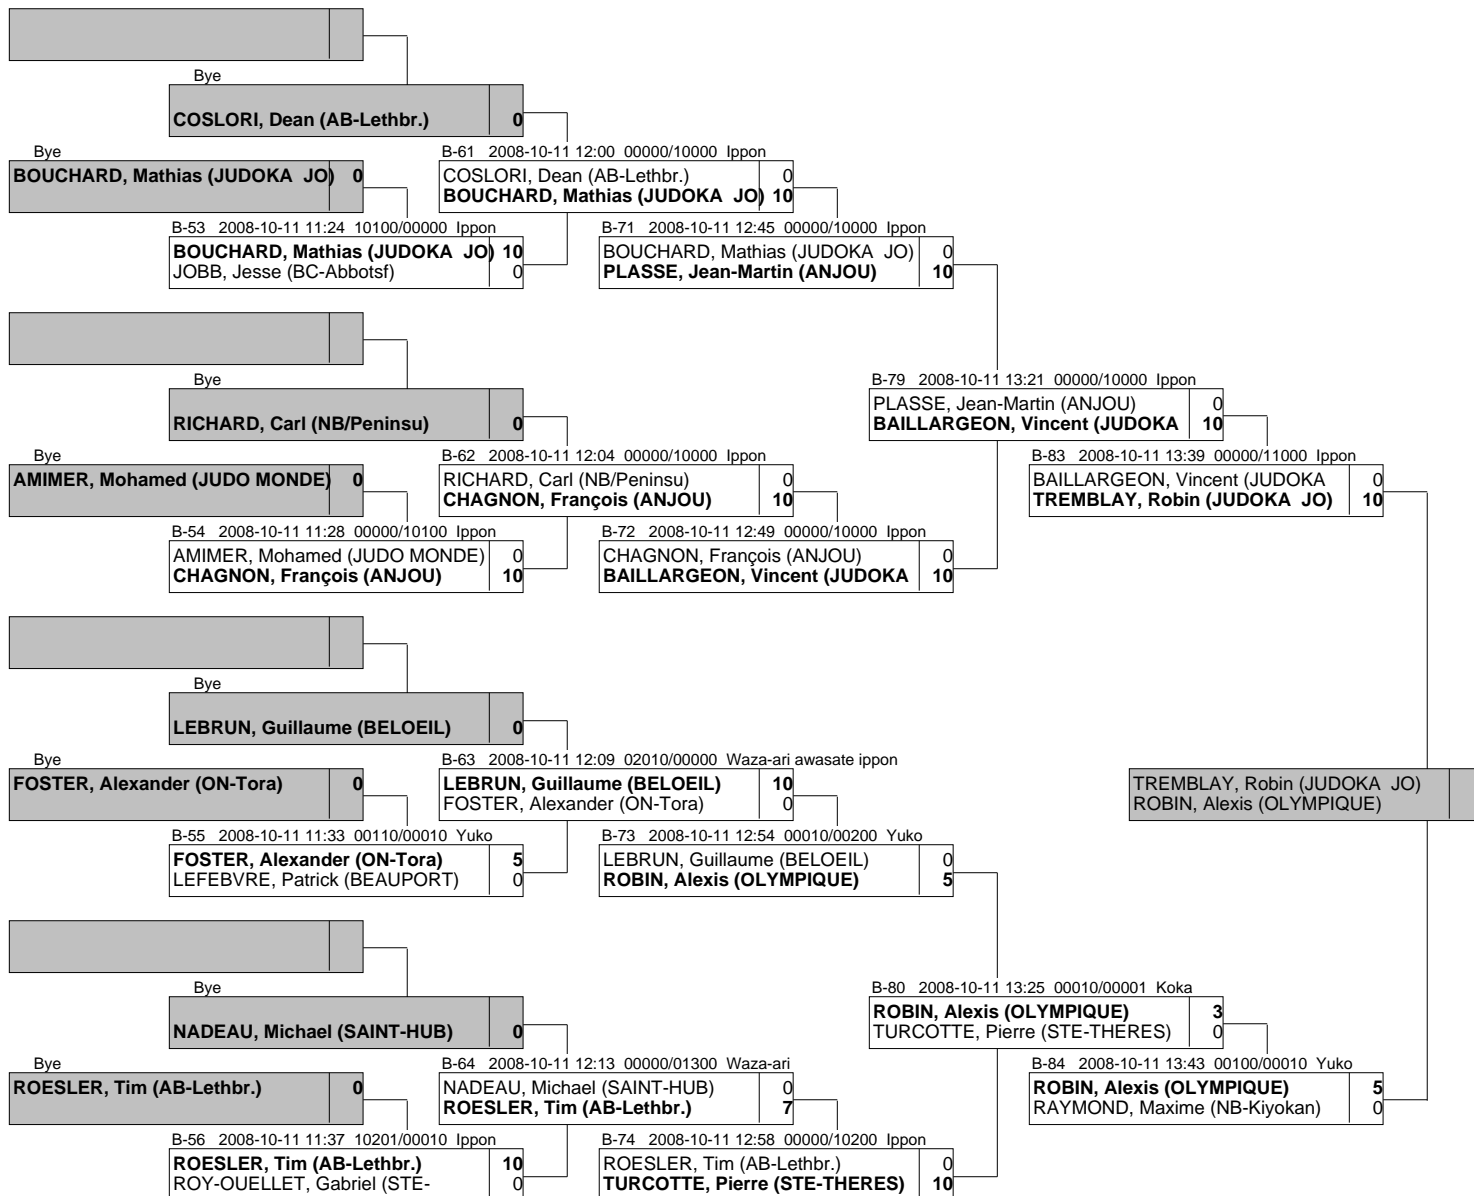 Bye
COSLORI, Dean (AB-Lethbr.) 0
Bye
BOUCHARD, Mathias (JUDOKA JO) 0
B-61 2008-10-11 12:00 00000/10000 Ippon
COSLORI, Dean (AB-Lethbr.) 0
BOUCHARD, Mathias (JUDOKA JO) 10
B-53 2008-10-11 11:24 10100/00000 Ippon
BOUCHARD, Mathias (JUDOKA JO) 10
JOBB, Jesse (BC-Abbotsf) 0
B-71 2008-10-11 12:45 00000/10000 Ippon
BOUCHARD, Mathias (JUDOKA JO) 0
PLASSE, Jean-Martin (ANJOU) 10
Bye
RICHARD, Carl (NB/Peninsu) 0
B-79 2008-10-11 13:21 00000/10000 Ippon
PLASSE, Jean-Martin (ANJOU) 0
BAILLARGEON, Vincent (JUDOKA 10
Bye
AMIMER, Mohamed (JUDO MONDE) 0
B-62 2008-10-11 12:04 00000/10000 Ippon
RICHARD, Carl (NB/Peninsu) 0
CHAGNON, François (ANJOU) 10
B-83 2008-10-11 13:39 00000/11000 Ippon
BAILLARGEON, Vincent (JUDOKA 0
TREMBLAY, Robin (JUDOKA JO) 10
B-54 2008-10-11 11:28 00000/10100 Ippon
AMIMER, Mohamed (JUDO MONDE) 0
CHAGNON, François (ANJOU) 10
B-72 2008-10-11 12:49 00000/10000 Ippon
CHAGNON, François (ANJOU) 0
BAILLARGEON, Vincent (JUDOKA 10
Bye
LEBRUN, Guillaume (BELOEIL) 0
Bye
FOSTER, Alexander (ON-Tora) 0
B-63 2008-10-11 12:09 02010/00000 Waza-ari awasate ippon
LEBRUN, Guillaume (BELOEIL) 10
FOSTER, Alexander (ON-Tora) 0
TREMBLAY, Robin (JUDOKA JO)
ROBIN, Alexis (OLYMPIQUE)
B-55 2008-10-11 11:33 00110/00010 Yuko
FOSTER, Alexander (ON-Tora) 5
LEFEBVRE, Patrick (BEAUPORT) 0
B-73 2008-10-11 12:54 00010/00200 Yuko
LEBRUN, Guillaume (BELOEIL) 0
ROBIN, Alexis (OLYMPIQUE) 5
Bye
NADEAU, Michael (SAINT-HUB) 0
B-80 2008-10-11 13:25 00010/00001 Koka
ROBIN, Alexis (OLYMPIQUE) 3
TURCOTTE, Pierre (STE-THERES) 0
Bye
ROESLER, Tim (AB-Lethbr.) 0
B-64 2008-10-11 12:13 00000/01300 Waza-ari
NADEAU, Michael (SAINT-HUB) 0
ROESLER, Tim (AB-Lethbr.) 7
B-84 2008-10-11 13:43 00100/00010 Yuko
ROBIN, Alexis (OLYMPIQUE) 5
RAYMOND, Maxime (NB-Kiyokan) 0
B-56 2008-10-11 11:37 10201/00010 Ippon
ROESLER, Tim (AB-Lethbr.) 10
ROY-OUELLET, Gabriel (STE- 0
B-74 2008-10-11 12:58 00000/10200 Ippon
ROESLER, Tim (AB-Lethbr.) 0
TURCOTTE, Pierre (STE-THERES) 10